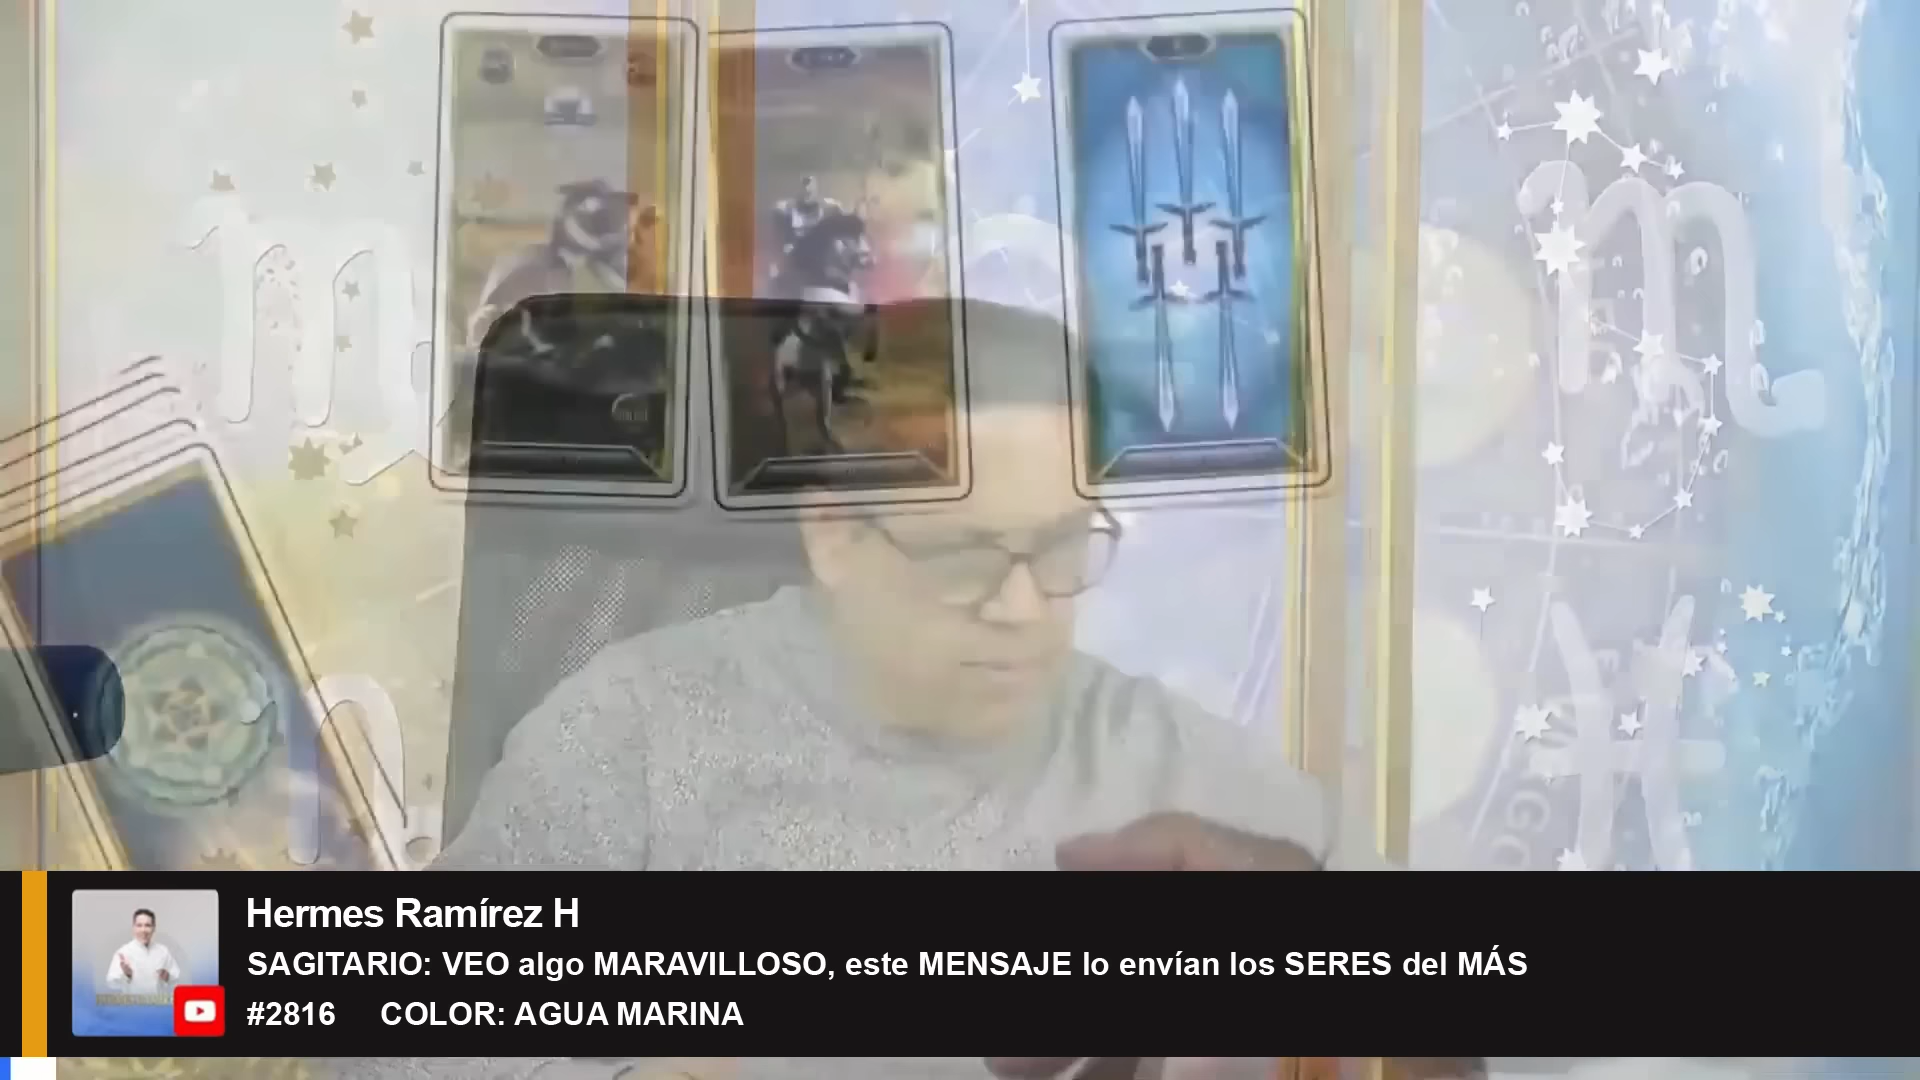 Hermes Ramírez H
SAGITARIO: VEO algo MARAVILLOSO, este MENSAJE lo envían los SERES del MÁS
#2816 COLOR: AGUA MARINA